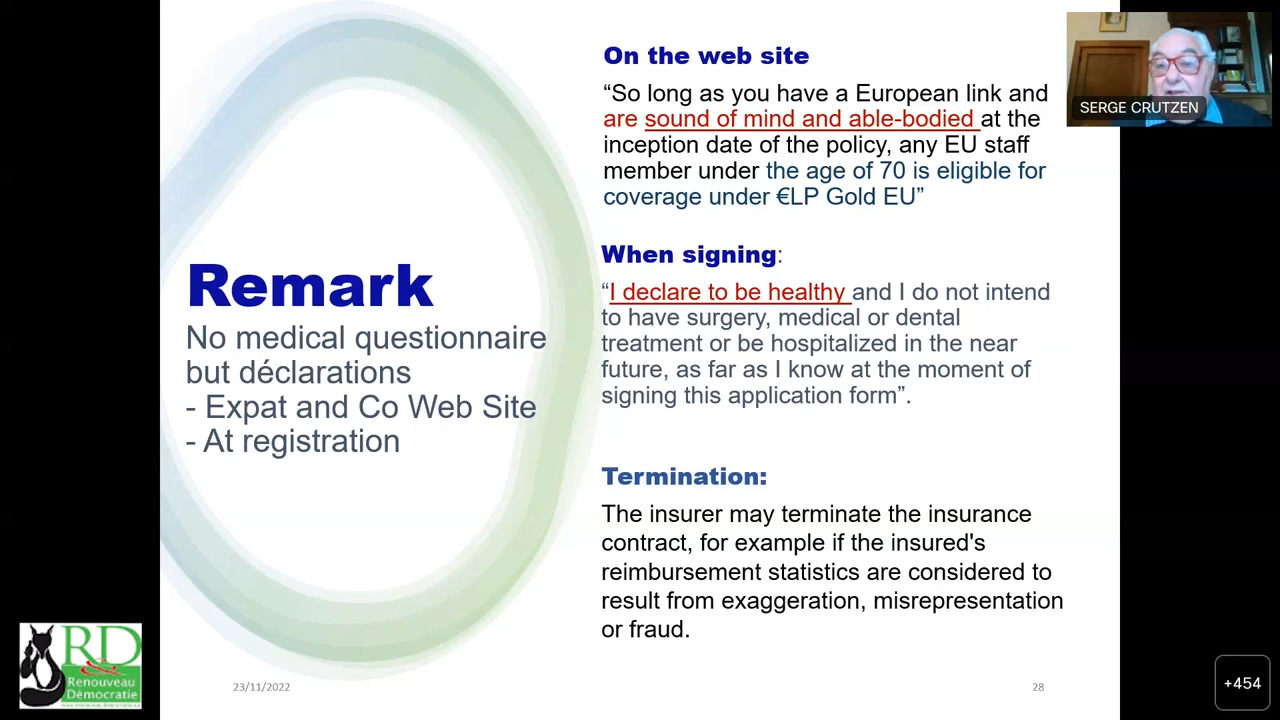 On the web site
“So long as you have a European link and
are sound of mind and able-bodied at the
inception date of the policy, any EU staff
member under the age of 70 is eligible for
coverage under €LP Gold EU”
SERGE CRUTZEN
Remark
No medical questionnaire
but déclarations
- Expat and Co Web Site
- At registration
When signing:
“I declare to be healthy and I do not intend
to have surgery, medical or dental
treatment or be hospitalized in the near
future, as far as I know at the moment of
signing this application form”.
Termination:
The insurer may terminate the insurance
contract, for example if the insured's
reimbursement statistics are considered to
result from exaggeration, misrepresentation
or fraud.
RD
Renouveau
Démocratie
23/11/2022
28
+454